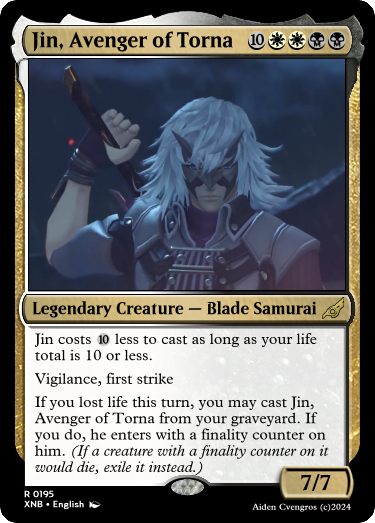 Jin, Avenger of Torna 10
Legendary Creature — Blade Samurai
Jin costs 10 less to cast as long as your life
total is 10 or less.
Vigilance, first strike
If you lost life this turn, you may cast Jin,
Avenger of Torna from your graveyard. If
you do, he enters with a finality counter on
him. (If a creature with a finality counter on it
would die, exile it instead.)
7/7
R 0195
XNB • English
Aiden Cvengros (c)2024